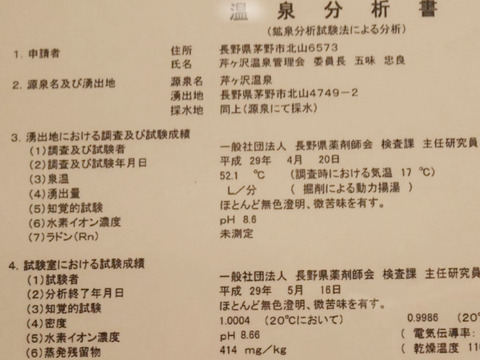 温泉分析書
(鉱泉分析試験法による分析)
1. 申請者 住所 長野県茅野市北山6573
氏名 芹ヶ沢温泉管理会 委員長 五味 忠良
2. 源泉名及び湧出地 源泉名 芹ヶ沢温泉
湧出地 長野県茅野市北山4749-2
採水地 同上(源泉にて採水)
3. 湧出地における調査及び試験成績
(1)調査及び試験者 一般社団法人 長野県薬剤師会 検査課 主任研究員
(2)調査及び試験年月日 平成 29年 4月 20日
(3)泉温 52.1 ℃ (調査時における気温 17 ℃)
(4)湧出量 L/分 ( 掘削による動力揚湯 )
(5)知覚的試験 ほとんど無色澄明、微苦味を有す。
(6)水素イオン濃度 pH 8.6
(7)ラドン(Rn) 未測定
4. 試験室における試験成績
(1)試験者 一般社団法人 長野県薬剤師会 検査課 主任研究員
(2)分析終了年月日 平成 29年 5月 16日
(3)知覚的試験 ほとんど無色澄明、微苦味を有す。
(4)密度 1.0004 (20℃において) 0.9986 (20℃
(5)水素イオン濃度 pH 8.66 ( 電気伝導率:
(6)蒸発残留物 414 mg/kg ( 乾燥温度 11